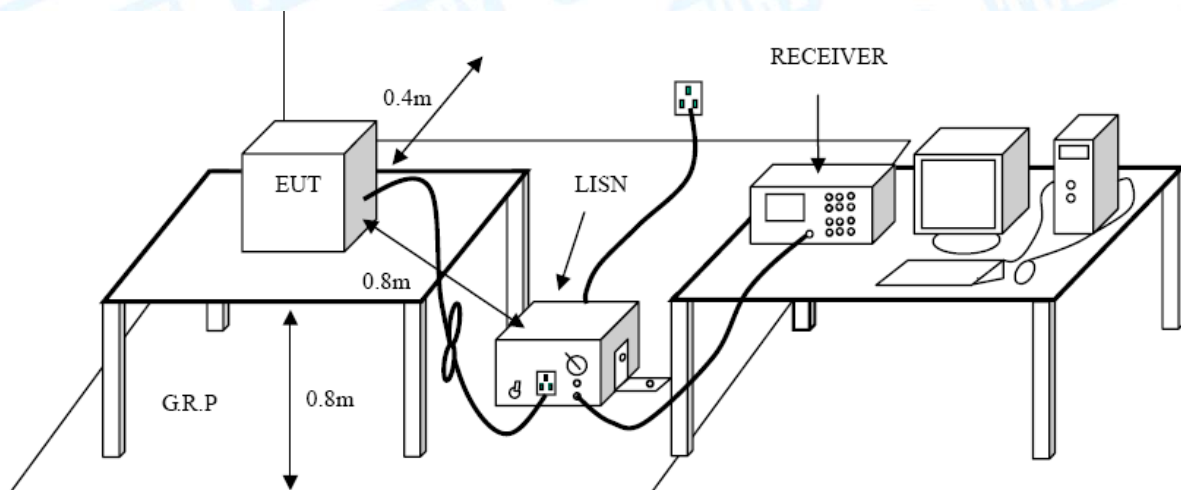 RECEIVER
0.4m
EUT
LISN
0.8m
G.R.P
0.8m